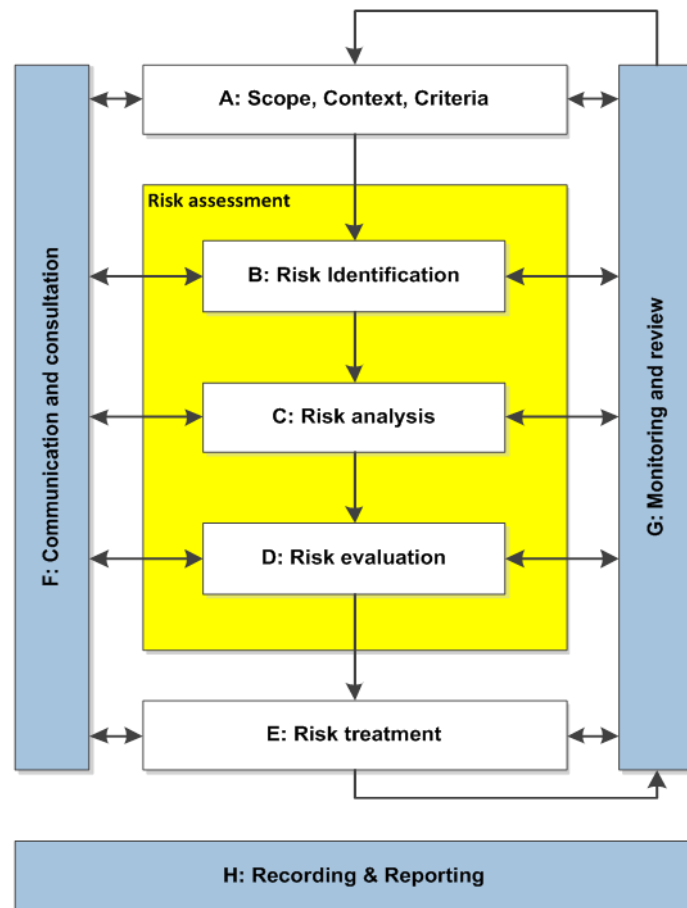 A: Scope, Context, Criteria
Risk assessment
B: Risk Identification
C: Risk analysis
D: Risk evaluation
E: Risk treatment
F: Communication and consultation
G: Monitoring and review
H: Recording & Reporting